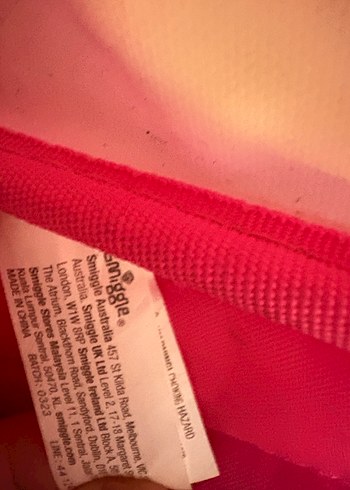 smiggle®
Smiggle Australia 457 St Kilda Road, Melbourne,
Australia. Smiggle UK Ltd Level 2, 17-18 Margaret
London, W1W 8RP Smiggle Ireland Ltd Block A,
The Atrium, Blackthorn Road, Sandyford, Dublin,
Smiggle Stores Malaysia Level 11, 1 Sentral,
Kuala Lumpur Sentral, 50470, KL smiggle.com
MADE IN CHINA BATCH: 0323
CHOKING HAZARD